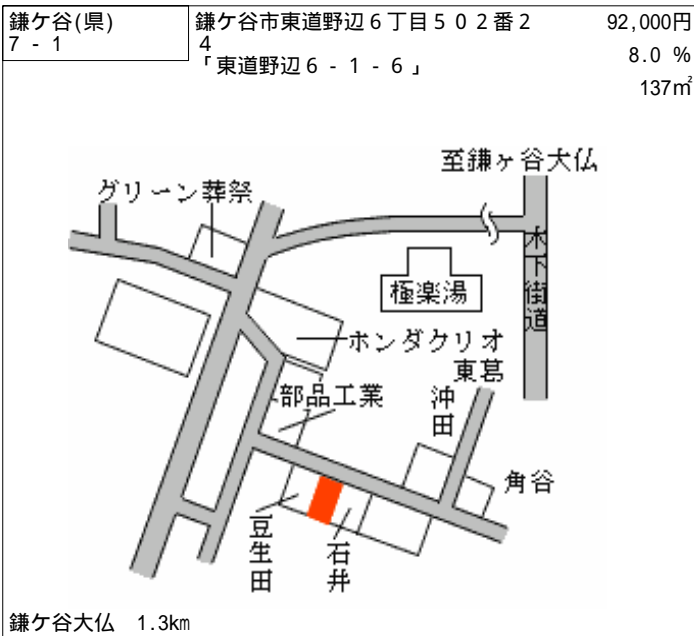 鎌ケ谷(県)
7 - 1
鎌ケ谷市東道野辺6丁目502番2
4
「東道野辺6 - 1 - 6」
92,000円
8.0 %
137㎡
至鎌ヶ谷大仏
グリーン葬祭
木下街道
極楽湯
ホンダクリオ
東葛
部品工業
沖田
角谷
豆生田
石井
鎌ケ谷大仏 1.3km